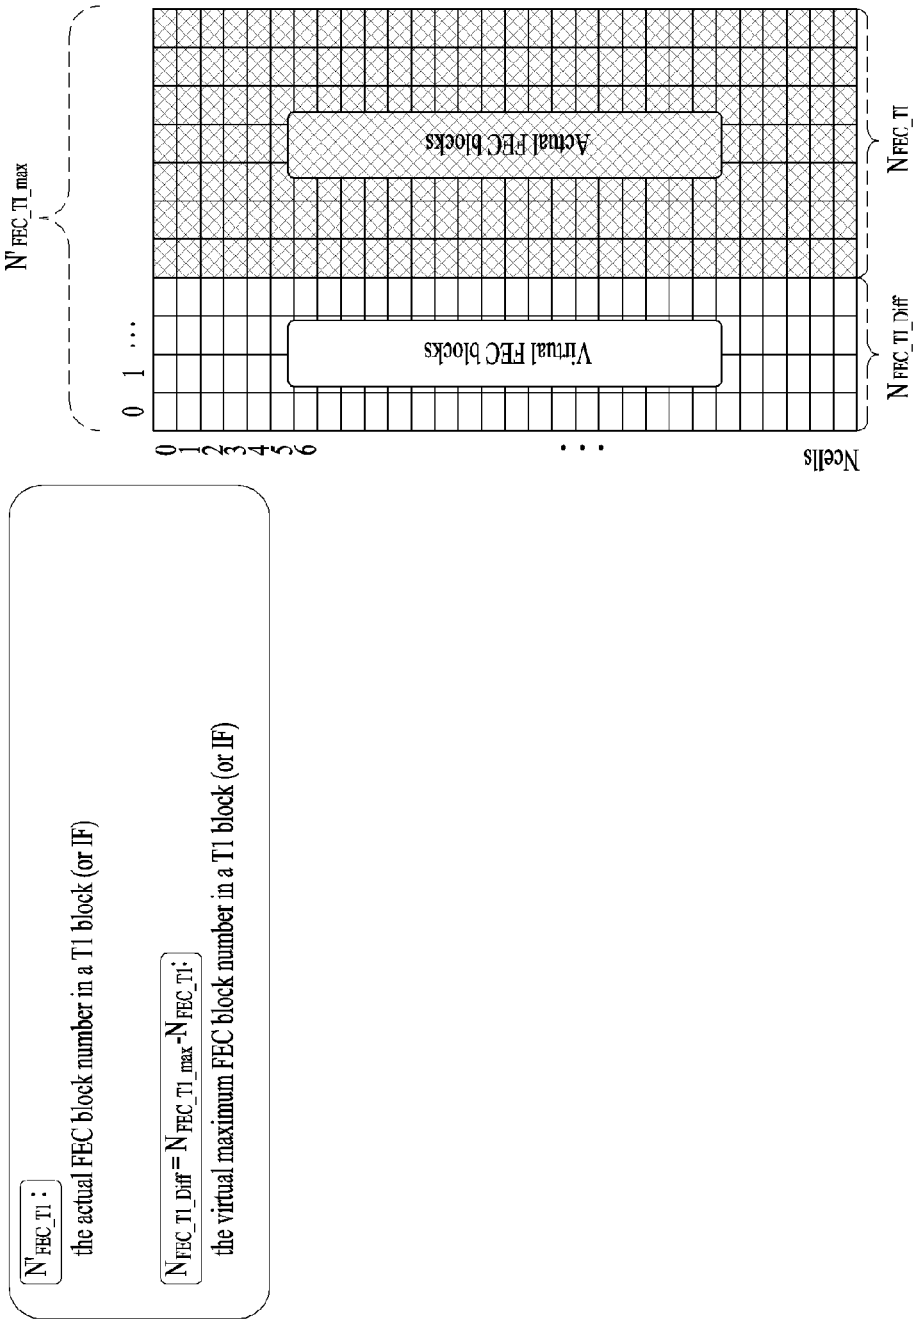 N'FEC_TI :
the actual FEC block number in a TI block (or IF)
NFEC_TI_Diff = NFEC_TI_max-NFEC_TI:
the virtual maximum FEC block number in a TI block (or IF)
N'FEC_TI_max
0 1 ...
0
1
2
3
4
5
6
...
Ncells
Virtual FEC blocks
Actual FEC blocks
NFEC_TI_Diff
NFEC_TI